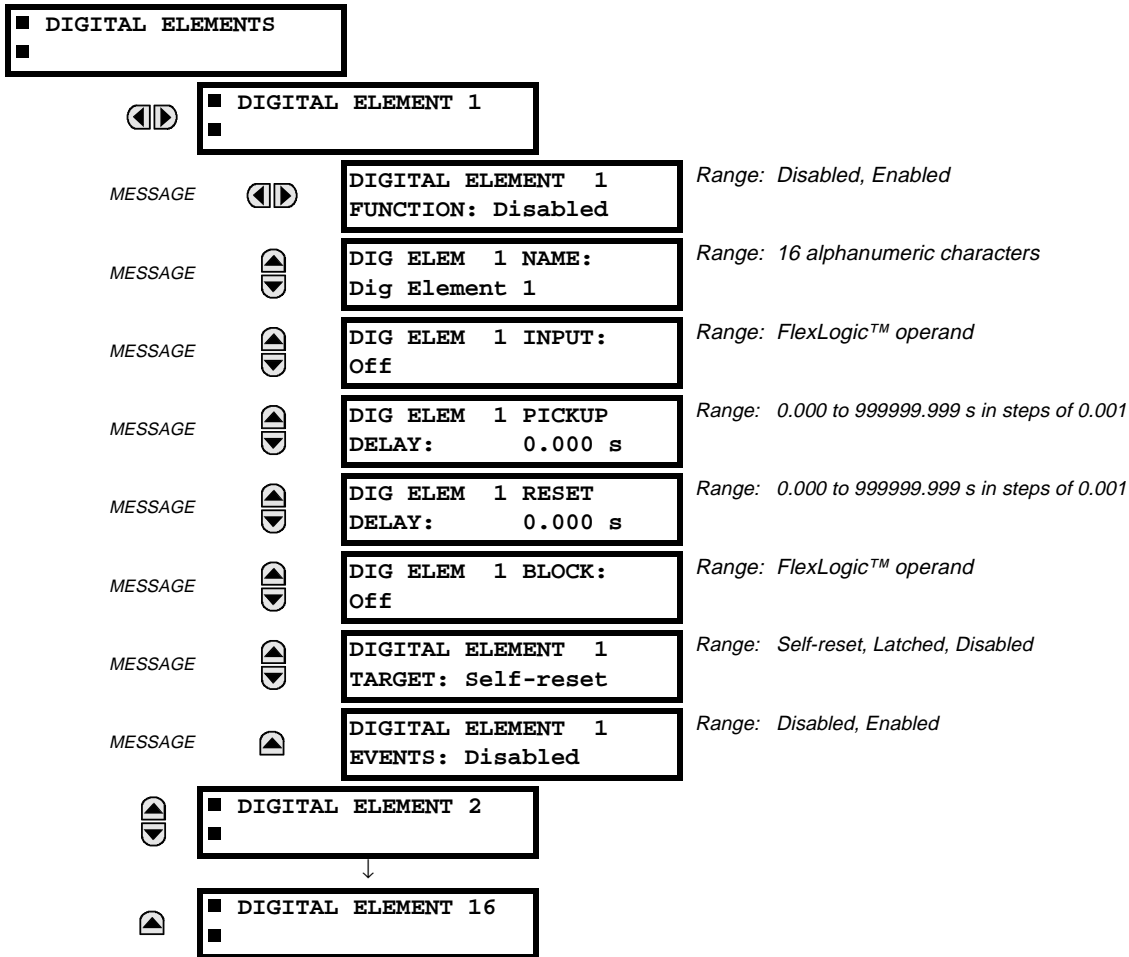 ■ DIGITAL ELEMENTS
■
■ DIGITAL ELEMENT 1
■
MESSAGE
DIGITAL ELEMENT 1
FUNCTION: Disabled
Range: Disabled, Enabled
MESSAGE
DIG ELEM 1 NAME:
Dig Element 1
Range: 16 alphanumeric characters
MESSAGE
DIG ELEM 1 INPUT:
Off
Range: FlexLogic™ operand
MESSAGE
DIG ELEM 1 PICKUP
DELAY: 0.000 s
Range: 0.000 to 999999.999 s in steps of 0.001
MESSAGE
DIG ELEM 1 RESET
DELAY: 0.000 s
Range: 0.000 to 999999.999 s in steps of 0.001
MESSAGE
DIG ELEM 1 BLOCK:
Off
Range: FlexLogic™ operand
MESSAGE
DIGITAL ELEMENT 1
TARGET: Self-reset
Range: Self-reset, Latched, Disabled
MESSAGE
DIGITAL ELEMENT 1
EVENTS: Disabled
Range: Disabled, Enabled
■ DIGITAL ELEMENT 2
■
↓
■ DIGITAL ELEMENT 16
■